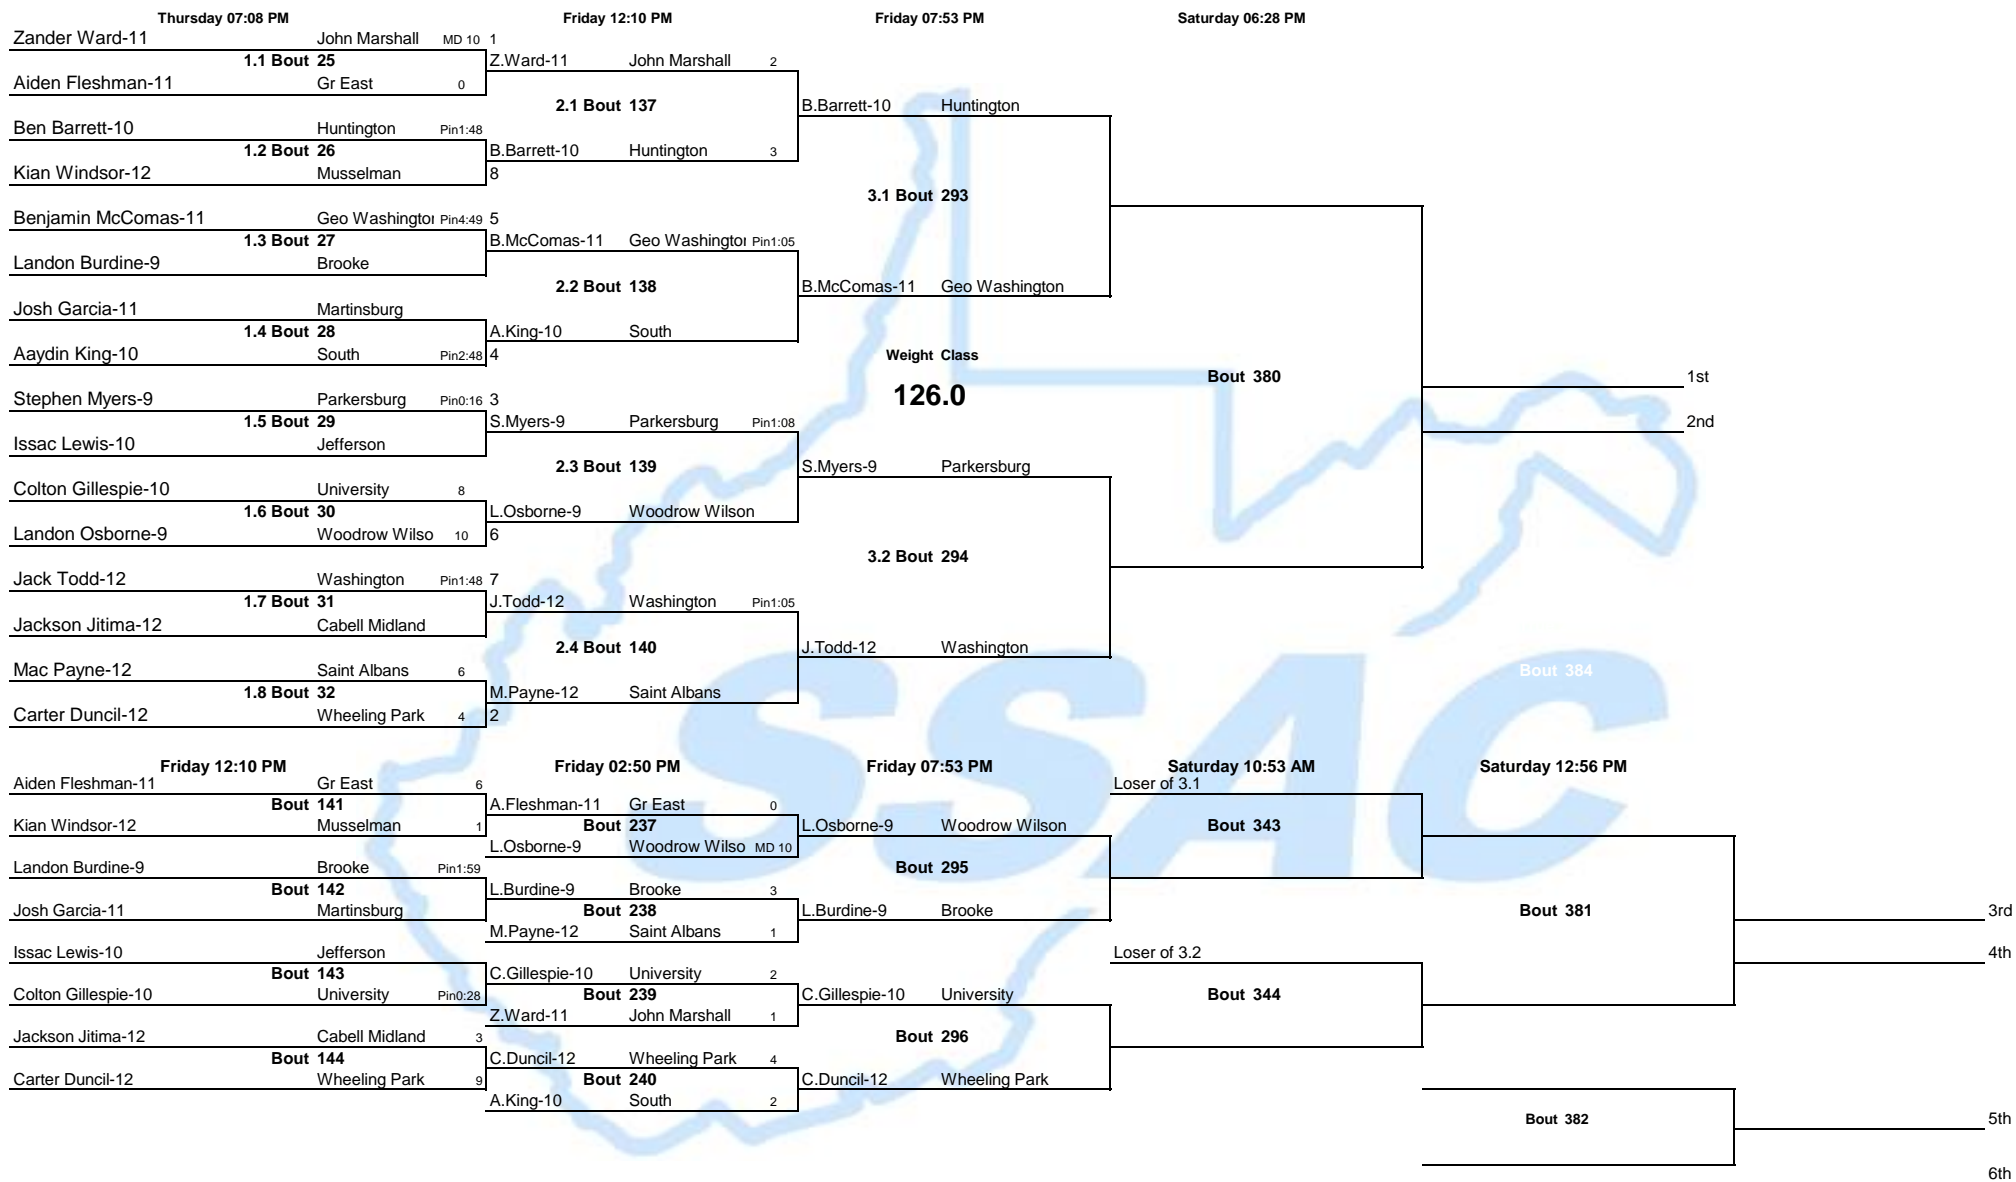 Thursday 07:08 PM Friday 12:10 PM Friday 07:53 PM Saturday 06:28 PM
Zander Ward-11 John Marshall MD 10 1
1.1 Bout 25 Z.Ward-11 John Marshall 2
Aiden Fleshman-11 Gr East 0
2.1 Bout 137 B.Barrett-10 Huntington
Ben Barrett-10 Huntington Pin1:48
1.2 Bout 26 B.Barrett-10 Huntington 3
Kian Windsor-12 Musselman 8
3.1 Bout 293
Benjamin McComas-11 Geo Washingto Pin4:49 5
1.3 Bout 27 B.McComas-11 Geo Washingto Pin1:05
Landon Burdine-9 Brooke
2.2 Bout 138 B.McComas-11 Geo Washington
Josh Garcia-11 Martinsburg
1.4 Bout 28 A.King-10 South
Aaydin King-10 South Pin2:48 4 Weight Class
Bout 380 1st
Stephen Myers-9 Parkersburg Pin0:16 3 126.0
1.5 Bout 29 S.Myers-9 Parkersburg Pin1:08 2nd
Issac Lewis-10 Jefferson
2.3 Bout 139 S.Myers-9 Parkersburg
Colton Gillespie-10 University 8
1.6 Bout 30 L.Osborne-9 Woodrow Wilson
Landon Osborne-9 Woodrow Wilso 10 6
3.2 Bout 294
Jack Todd-12 Washington Pin1:48 7
1.7 Bout 31 J.Todd-12 Washington Pin1:05
Jackson Jitima-12 Cabell Midland
2.4 Bout 140 J.Todd-12 Washington
Mac Payne-12 Saint Albans 6 Bout 384
1.8 Bout 32 M.Payne-12 Saint Albans
Carter Duncil-12 Wheeling Park 4 2
SSAC
Friday 12:10 PM Friday 02:50 PM Friday 07:53 PM Saturday 10:53 AM Saturday 12:56 PM
Aiden Fleshman-11 Gr East 6 Loser of 3.1
Bout 141 A.Fleshman-11 Gr East 0
Kian Windsor-12 Musselman 1 Bout 237 L.Osborne-9 Woodrow Wilson Bout 343
L.Osborne-9 Woodrow Wilso MD 10
Landon Burdine-9 Brooke Pin1:59 Bout 295
Bout 142 L.Burdine-9 Brooke 3
Josh Garcia-11 Martinsburg Bout 238 L.Burdine-9 Brooke Bout 381 3rd
M.Payne-12 Saint Albans 1
Issac Lewis-10 Jefferson Loser of 3.2 4th
Bout 143 C.Gillespie-10 University 2
Colton Gillespie-10 University Pin0:28 Bout 239 C.Gillespie-10 University Bout 344
Z.Ward-11 John Marshall 1
Jackson Jitima-12 Cabell Midland 3 Bout 296
Bout 144 C.Duncil-12 Wheeling Park 4
Carter Duncil-12 Wheeling Park 9 Bout 240 C.Duncil-12 Wheeling Park
A.King-10 South 2
Bout 382 5th
6th